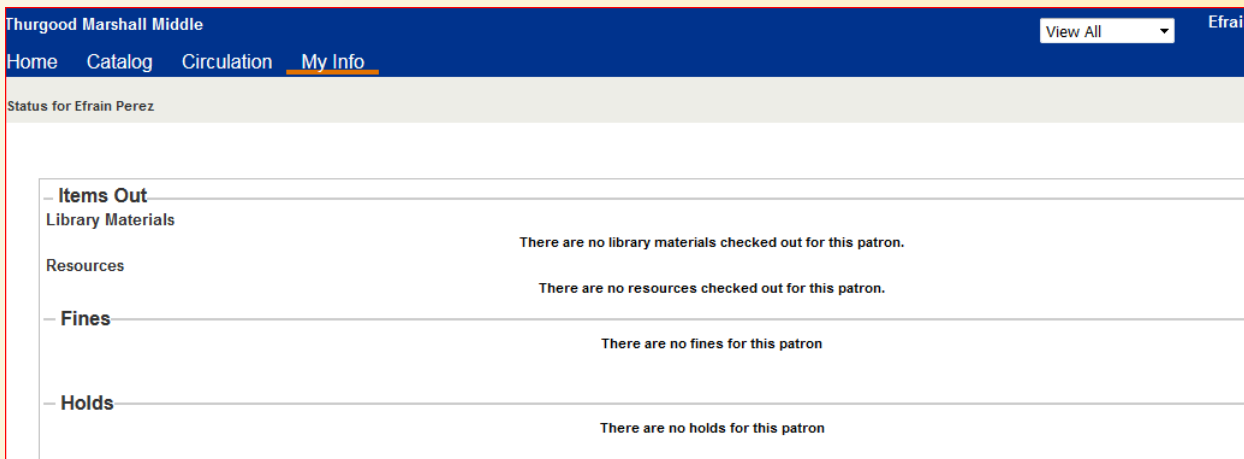 Thurgood Marshall Middle
View All
Efrai
Home Catalog Circulation My Info
Status for Efrain Perez
Items Out
Library Materials
There are no library materials checked out for this patron.
Resources
There are no resources checked out for this patron.
Fines
There are no fines for this patron
Holds
There are no holds for this patron